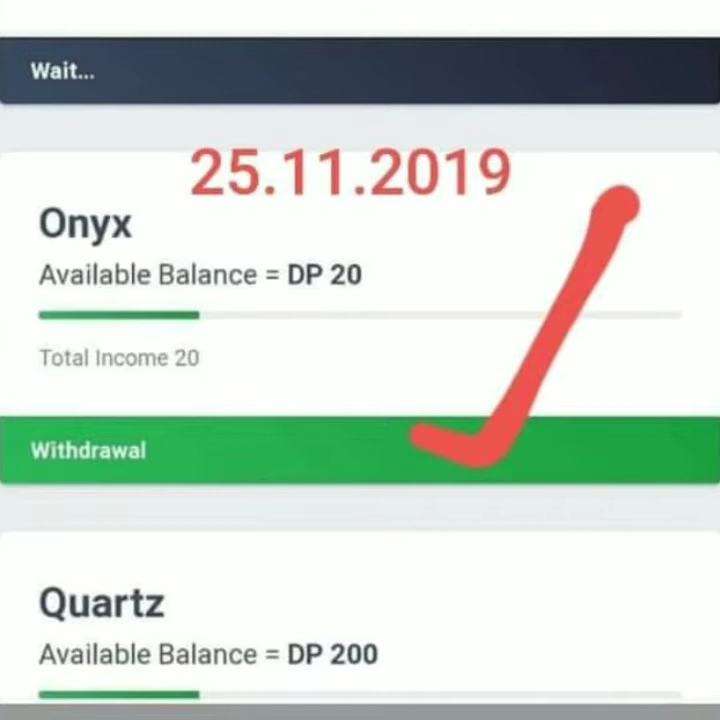 Wait...
25.11.2019
Onyx
Available Balance = DP 20
Total Income 20
Withdrawal
Quartz
Available Balance = DP 200